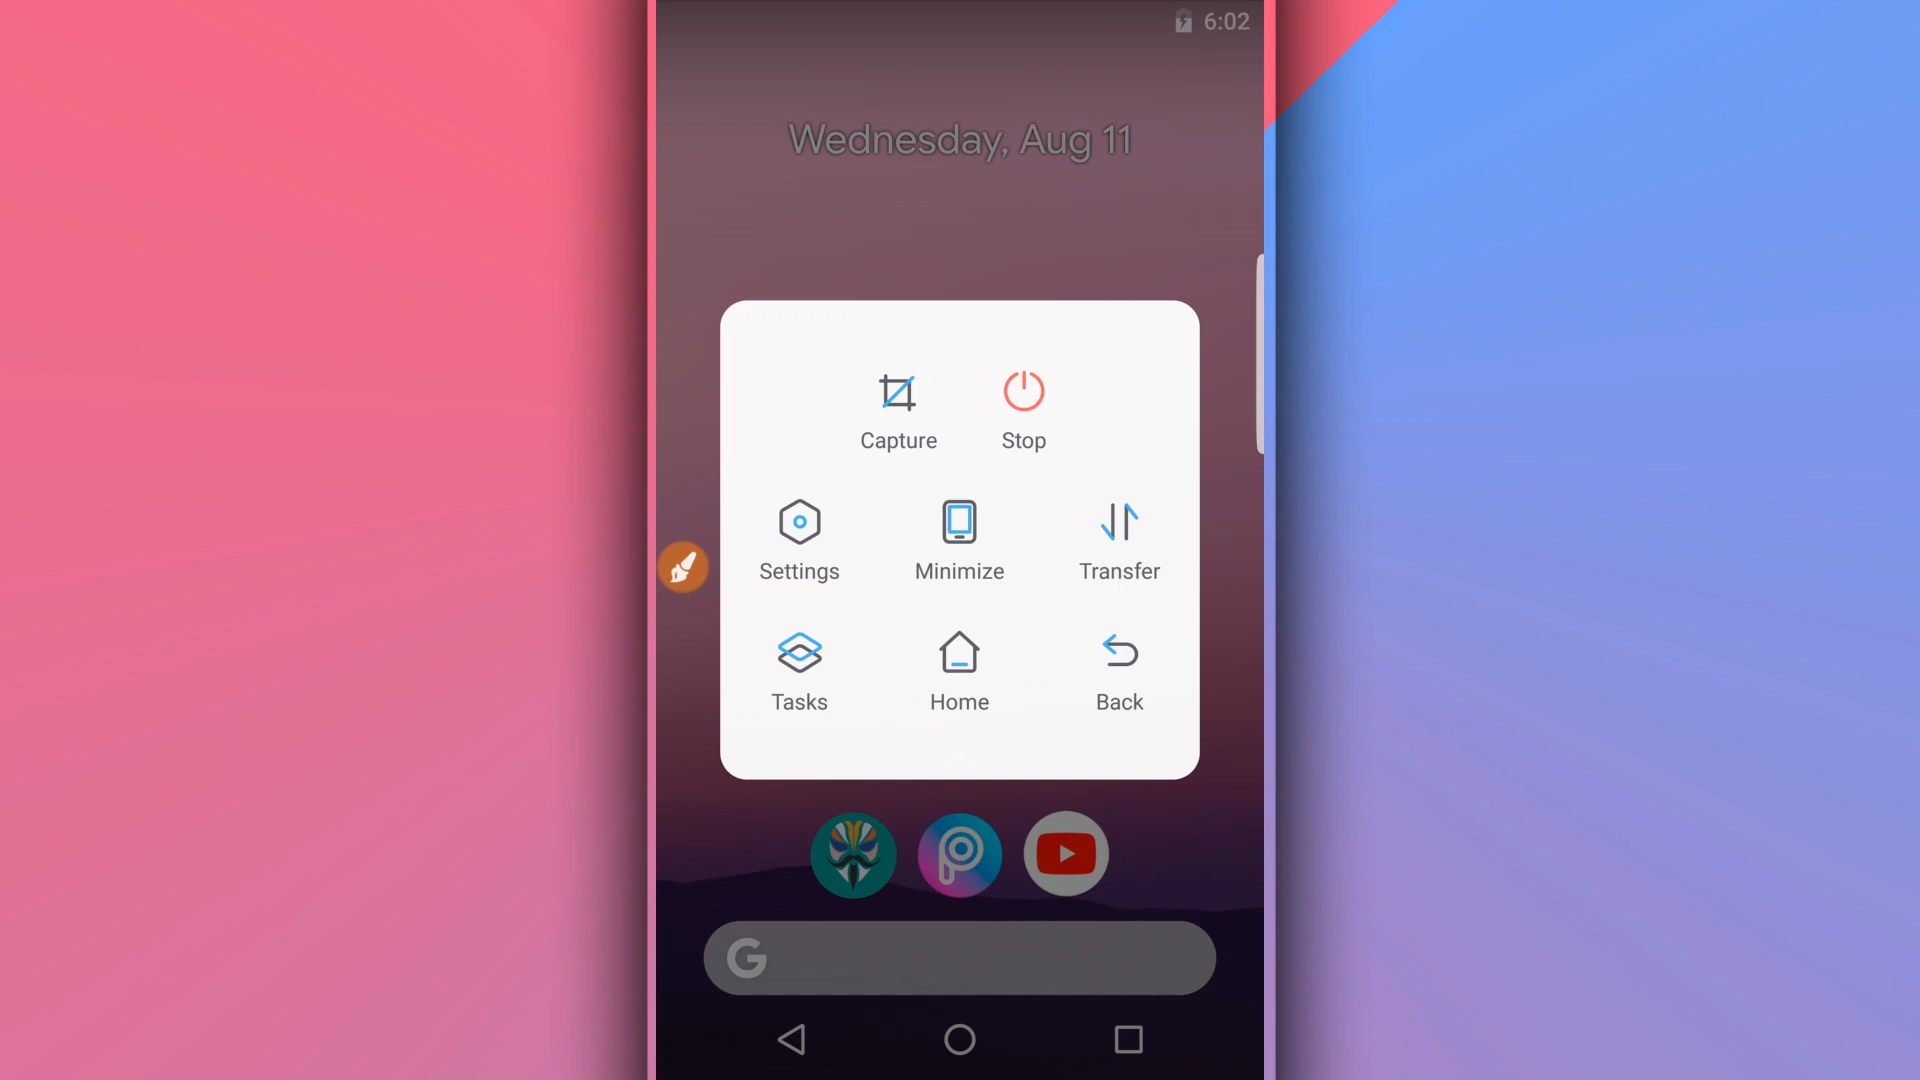 6:02
Wednesday, Aug 11
Capture
Stop
Settings
Minimize
Transfer
Tasks
Home
Back